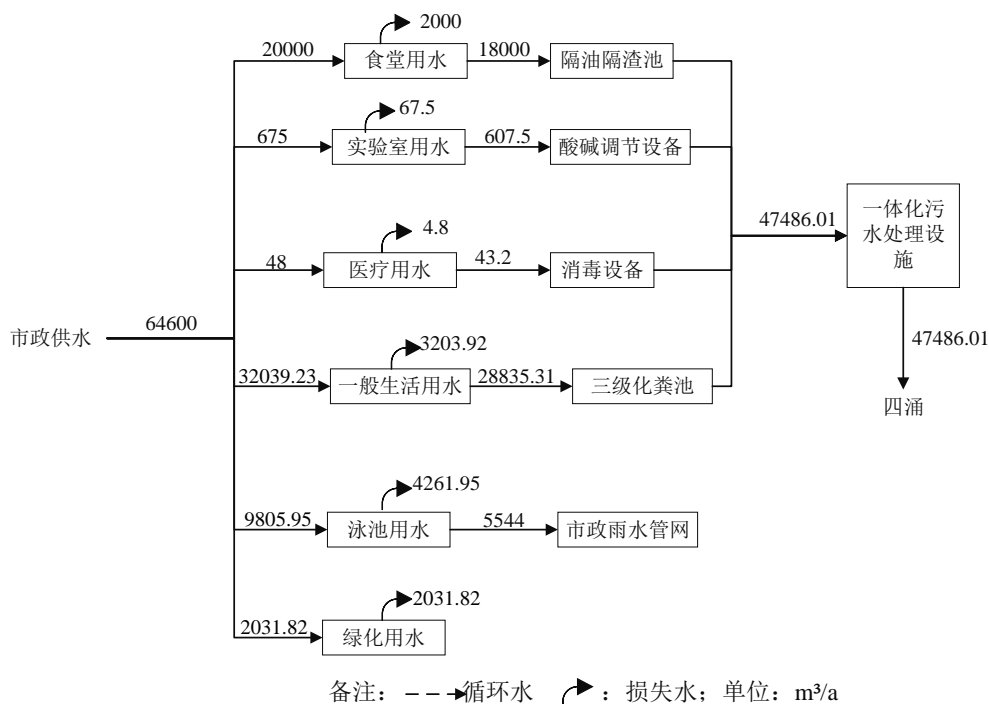 2000
20000
食堂用水
18000
隔油隔渣池
67.5
675
实验室用水
607.5
酸碱调节设备
4.8
48
医疗用水
43.2
消毒设备
47486.01
一体化污
水处理设
施
市政供水
64600
3203.92
32039.23
一般生活用水
28835.31
三级化粪池
47486.01
四涌
4261.95
9805.95
泳池用水
5544
市政雨水管网
2031.82
2031.82
绿化用水
备注： 循环水 ：损失水；单位：m³/a